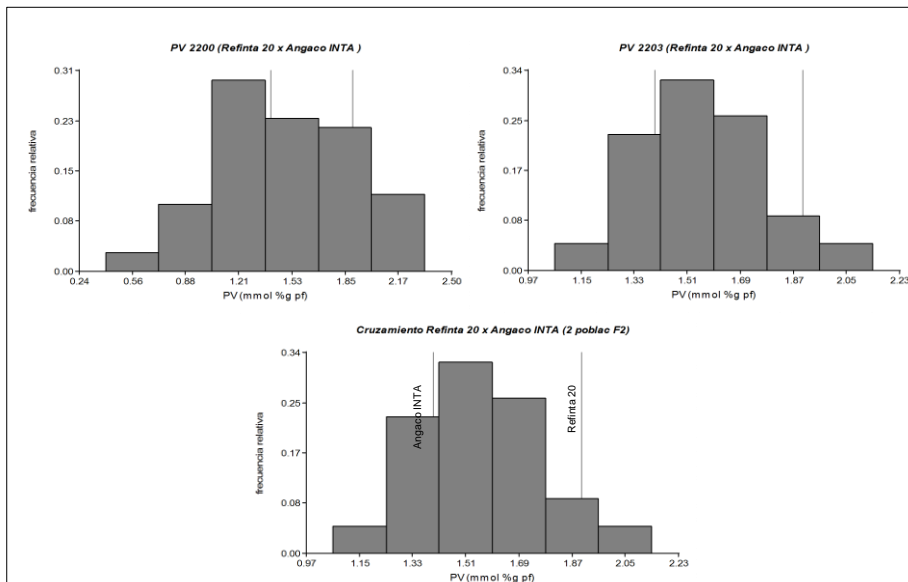 PV 2200 (Refinta 20 x Angaco INTA )
0.31
0.23
0.15
0.08
0.00
frecuencia relativa
0.24 0.56 0.88 1.21 1.53 1.85 2.17 2.50
PV (mmol %g pf)
PV 2203 (Refinta 20 x Angaco INTA )
0.34
0.25
0.17
0.08
0.00
frecuencia relativa
0.97 1.15 1.33 1.51 1.69 1.87 2.05 2.23
PV (mmol %g pf)
Cruzamiento Refinta 20 x Angaco INTA (2 poblac F2)
0.34
0.25
0.17
0.08
0.00
frecuencia relativa
Angaco INTA
Refinta 20
0.97 1.15 1.33 1.51 1.69 1.87 2.05 2.23
PV (mmol %g pf)